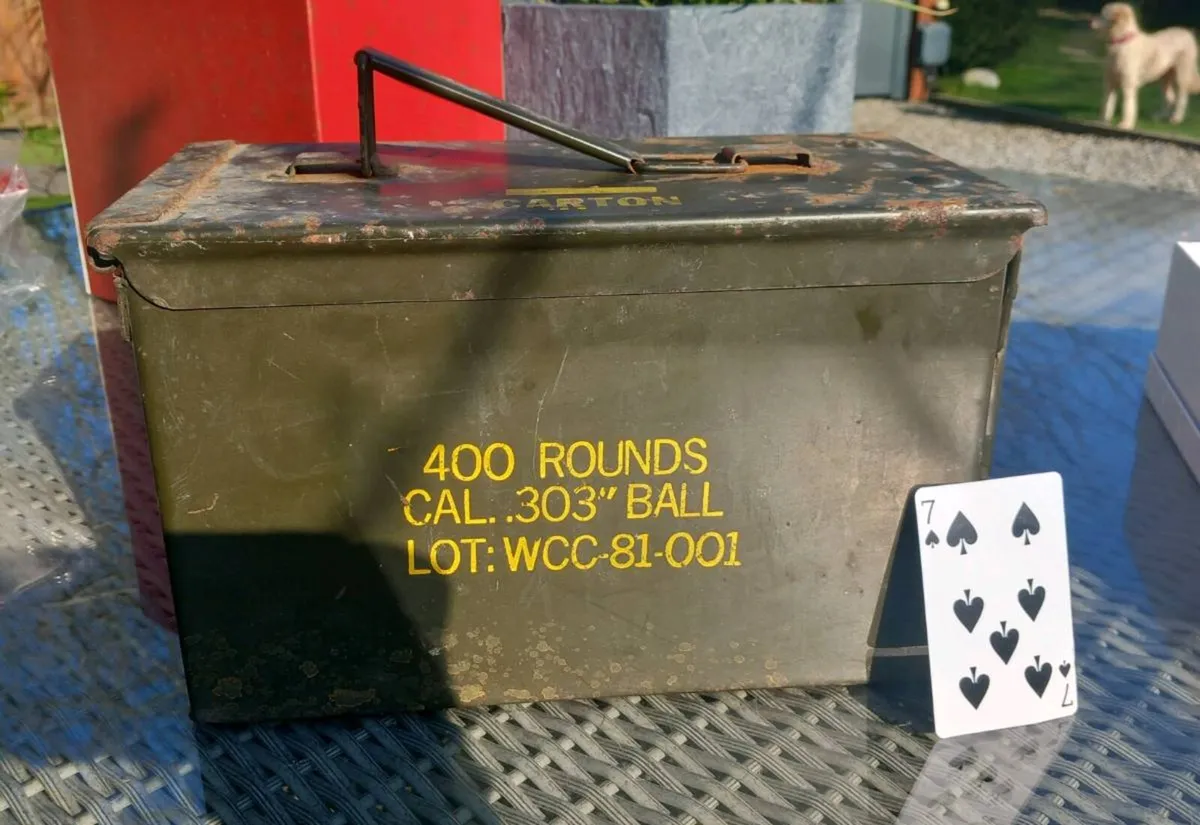 CARTON
400 ROUNDS
CAL. .303" BALL
LOT: WCC-81-001
7
7